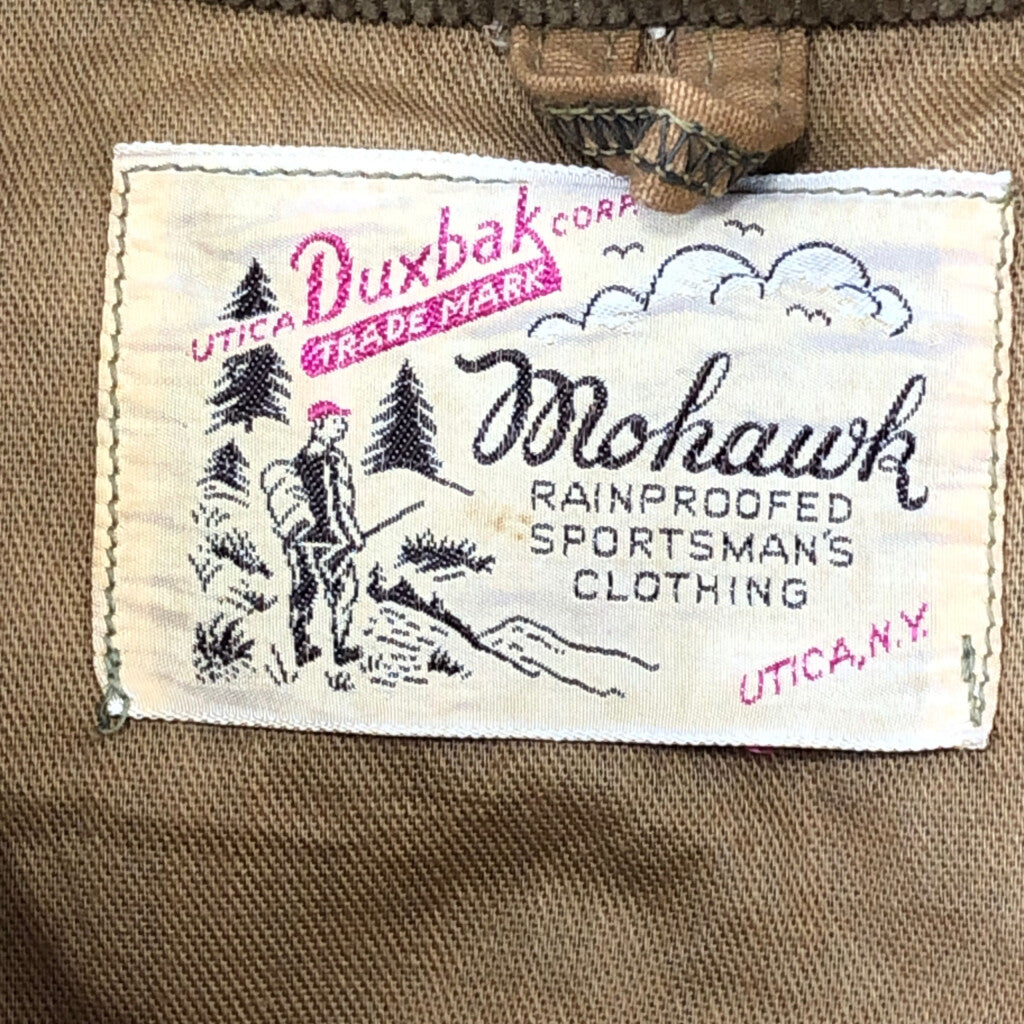 UTICA Duxbak CORP.
TRADE MARK
Mohawk
RAINPROOFED
SPORTSMAN'S
CLOTHING
UTICA, N.Y.